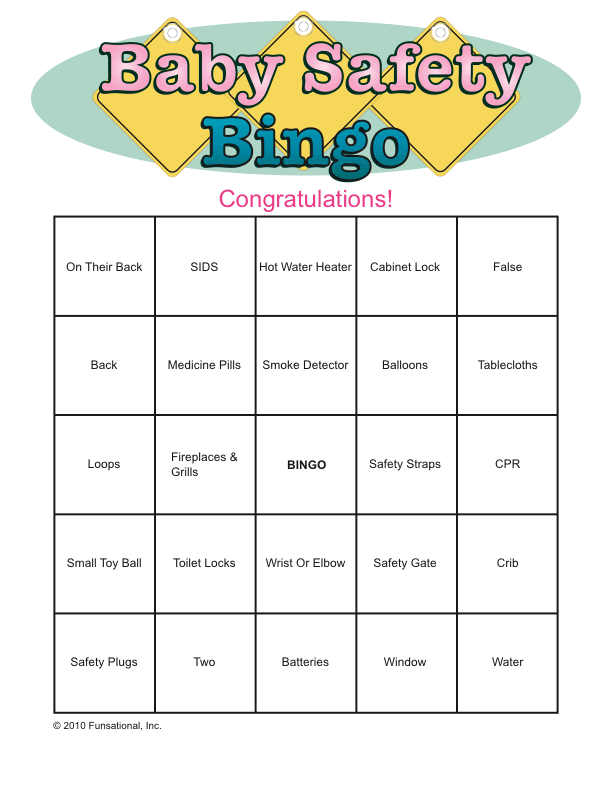 Baby Safety
Bingo
Congratulations!
On Their Back
SIDS
Hot Water Heater
Cabinet Lock
False
Back
Medicine Pills
Smoke Detector
Balloons
Tablecloths
Loops
Fireplaces &
Grills
BINGO
Safety Straps
CPR
Small Toy Ball
Toilet Locks
Wrist Or Elbow
Safety Gate
Crib
Safety Plugs
Two
Batteries
Window
Water
© 2010 Funsational, Inc.